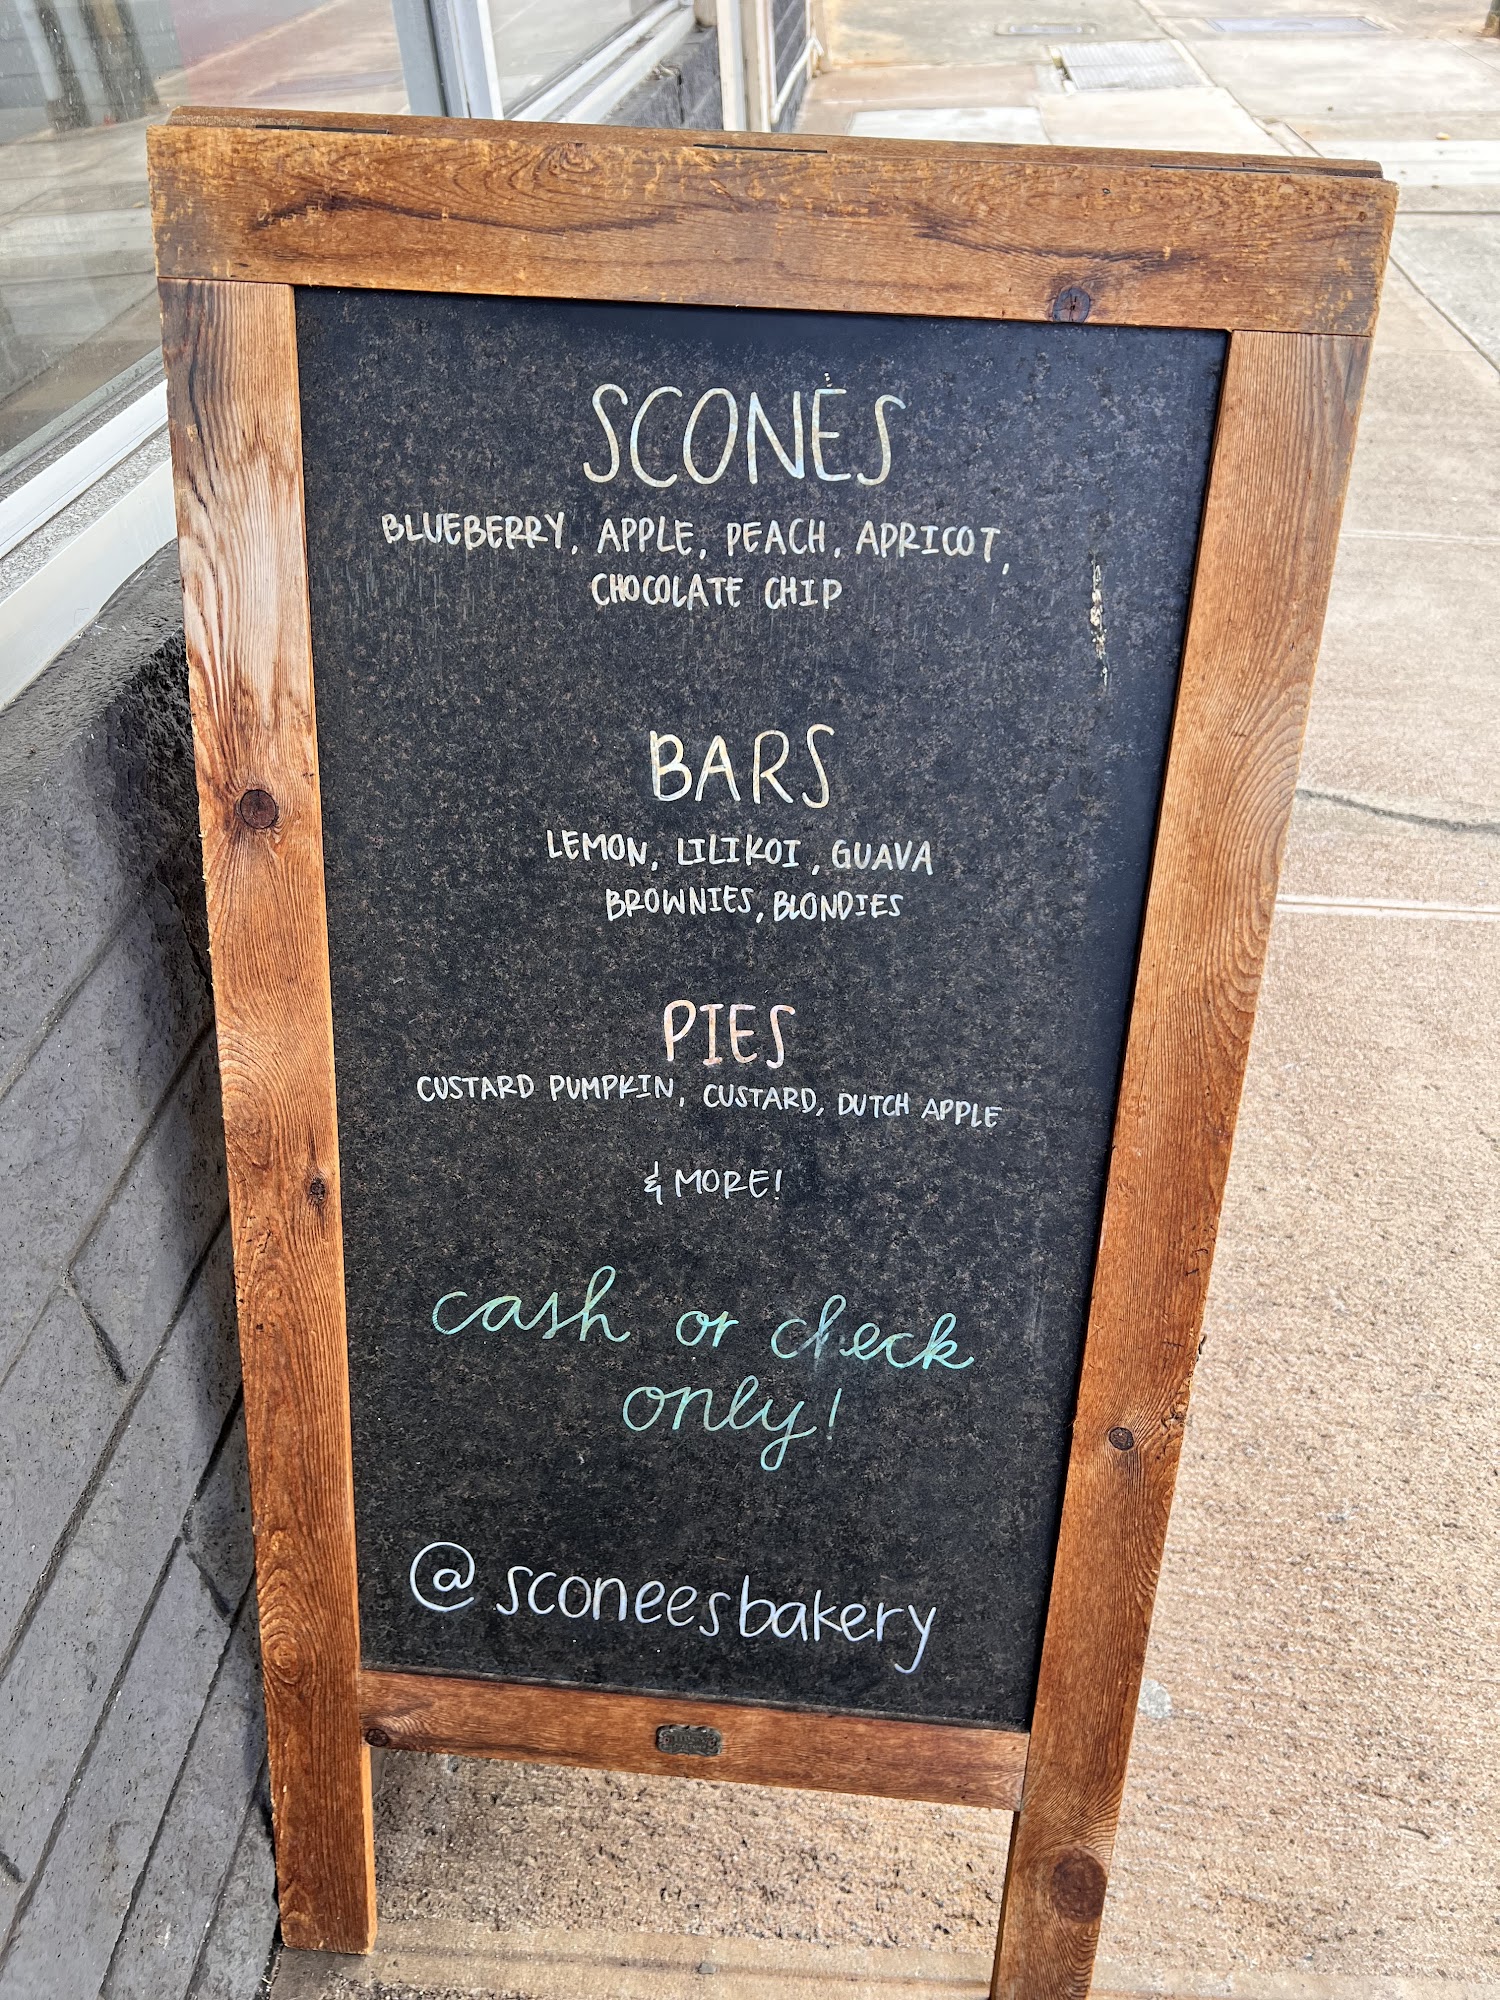 SCONES
BLUEBERRY, APPLE, PEACH, APRICOT,
CHOCOLATE CHIP
BARS
LEMON, LILIKOI, GUAVA
BROWNIES, BLONDIES
PIES
CUSTARD PUMPKIN, CUSTARD, DUTCH APPLE
& MORE!
cash or check
only!
@sconeesbakery